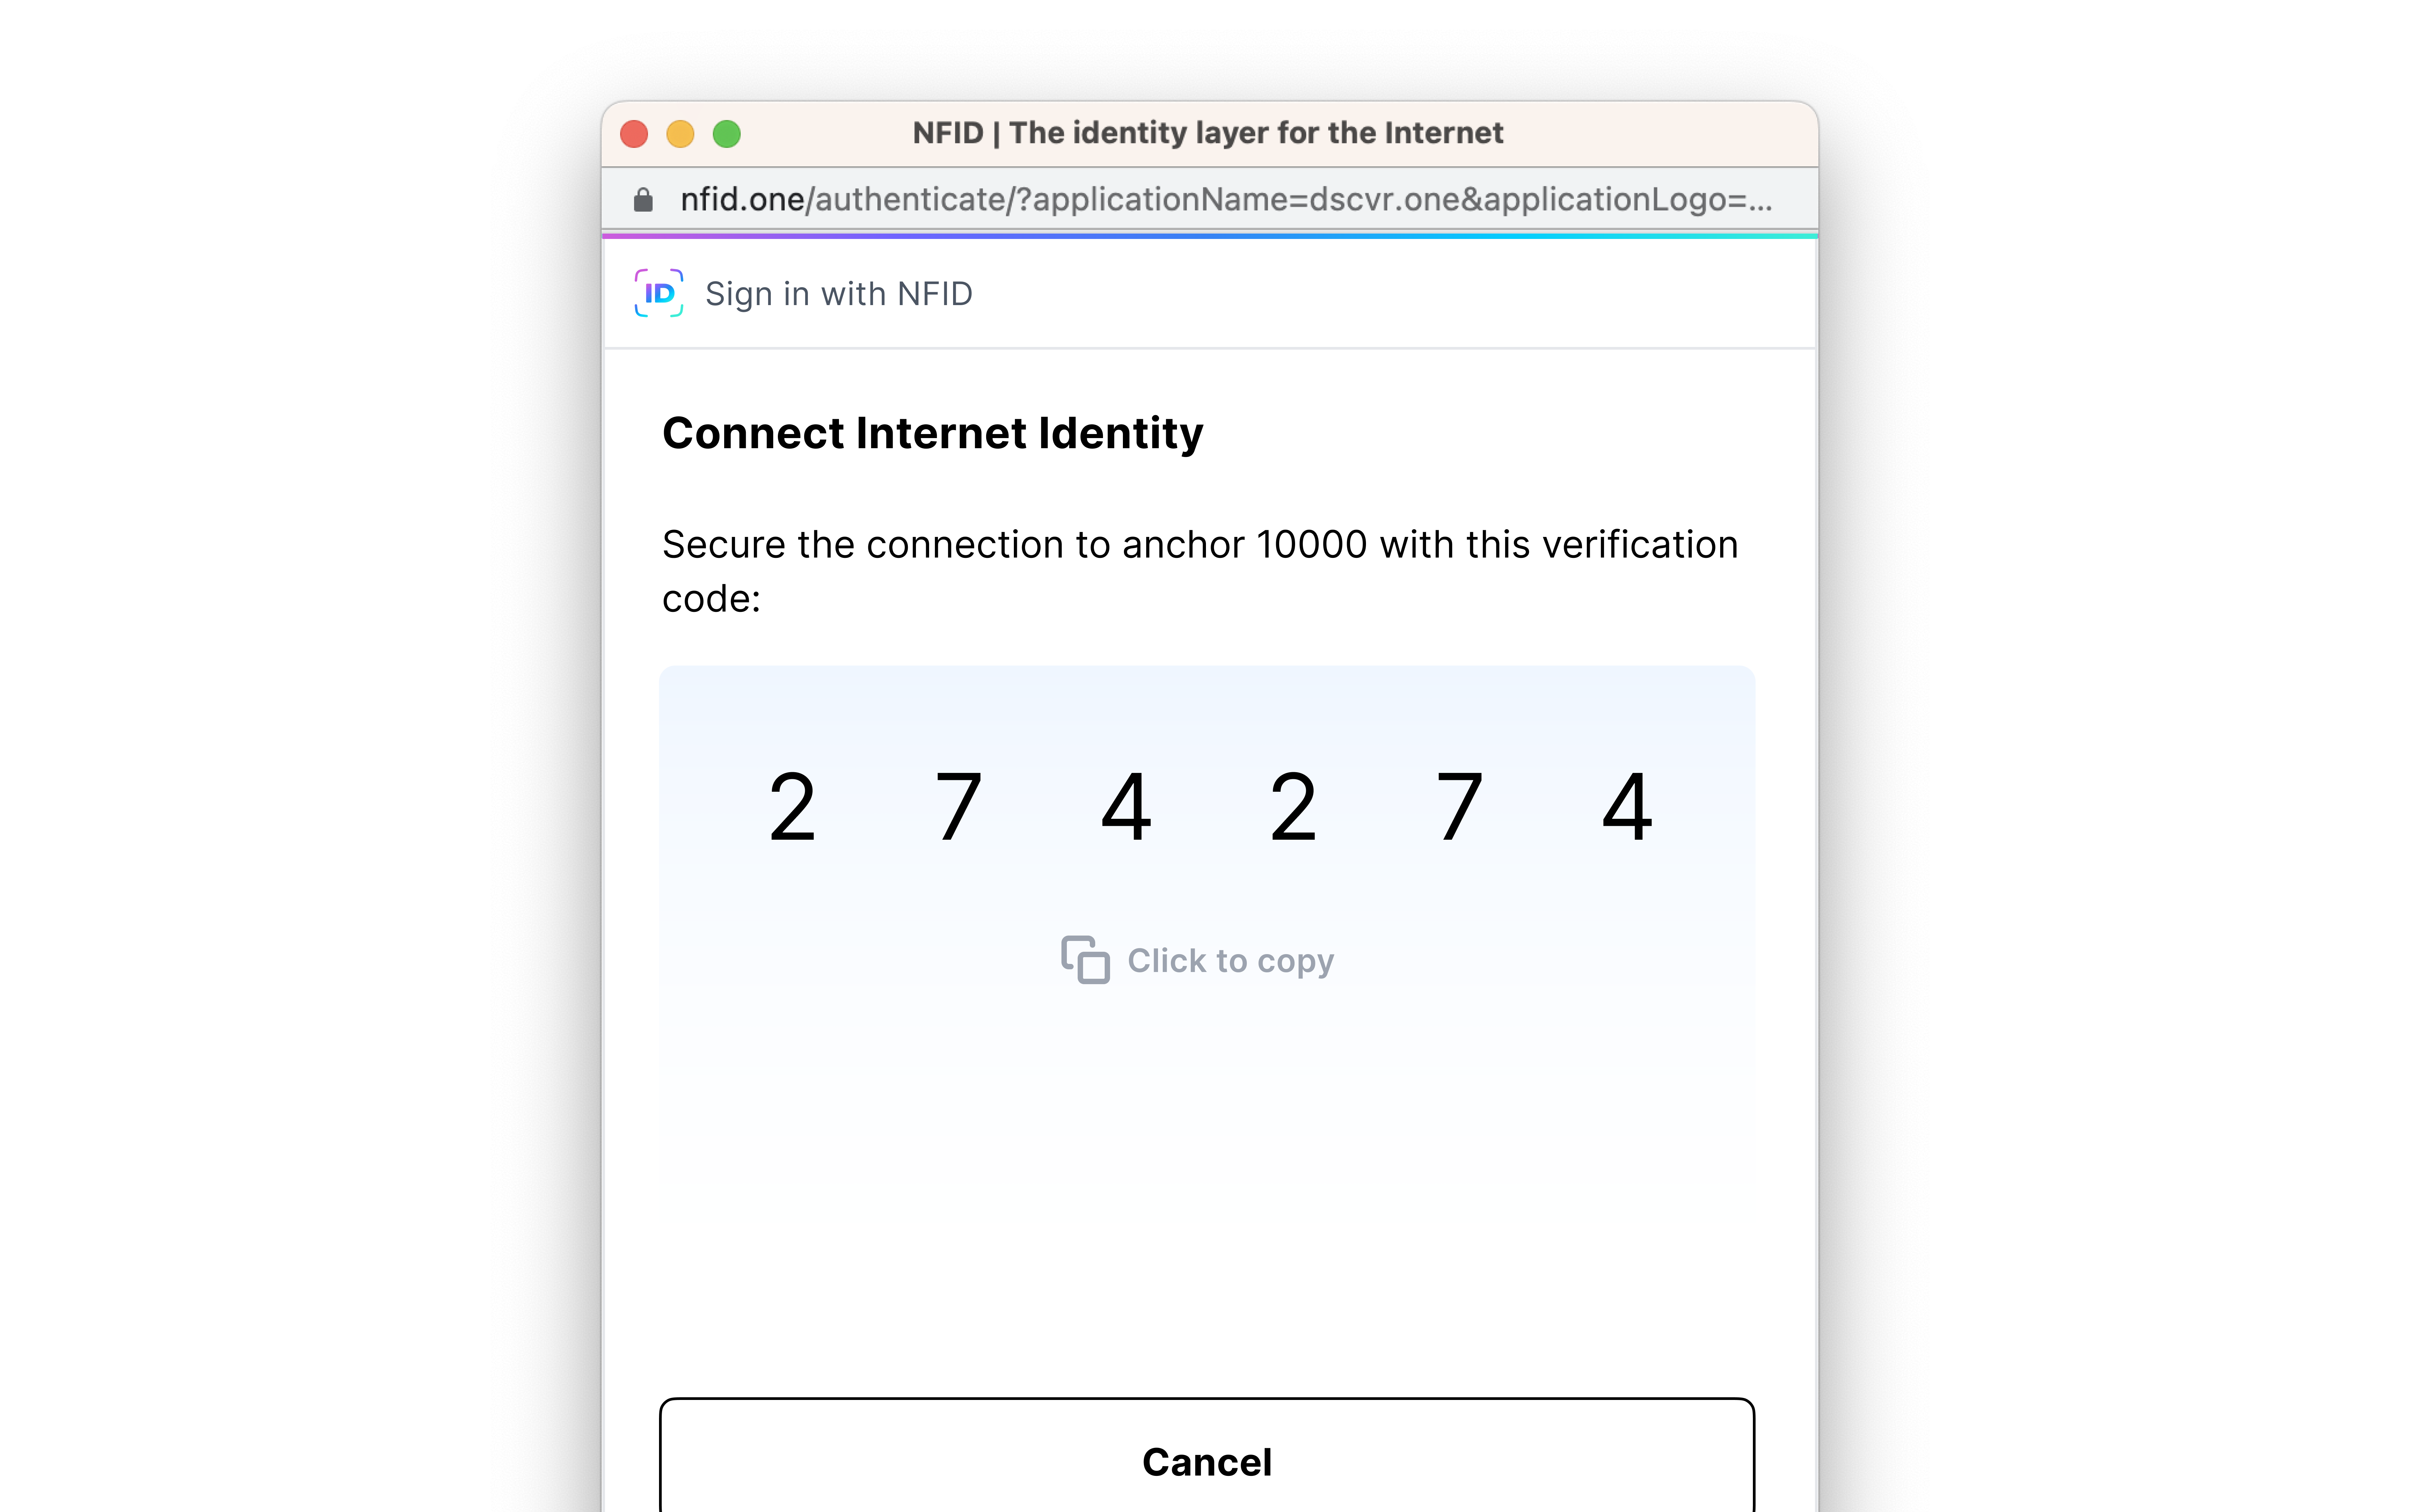 NFID | The identity layer for the Internet
nfid.one/authenticate/?applicationName=dscvr.one&applicationLogo=...
ID Sign in with NFID
Connect Internet Identity
Secure the connection to anchor 10000 with this verification
code:
2 7 4 2 7 4
Click to copy
Cancel